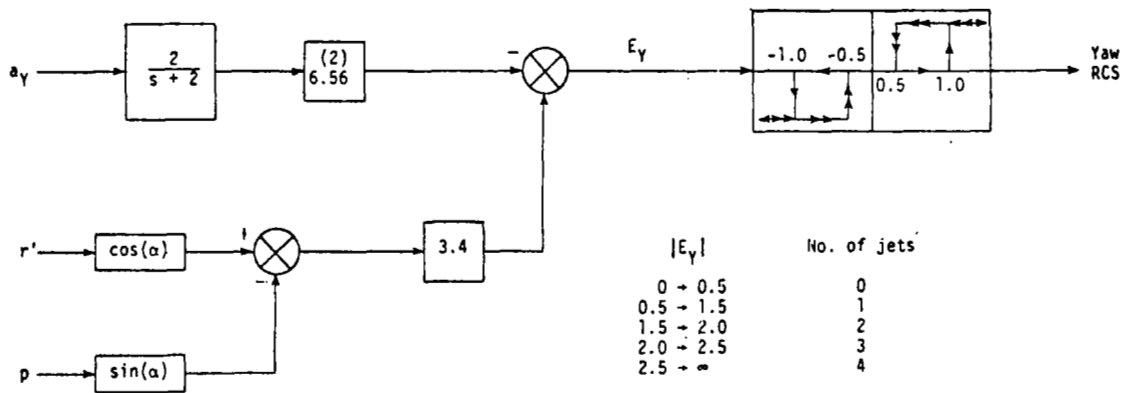 a_Y
2
s + 2
(2)
6.56
−
E_Y
-1.0 -0.5
0.5 1.0
Yaw
RCS
r'
cos(α)
+
−
3.4
p
sin(α)
|E_Y| No. of jets
0 → 0.5 0
0.5 → 1.5 1
1.5 → 2.0 2
2.0 → 2.5 3
2.5 → ∞ 4